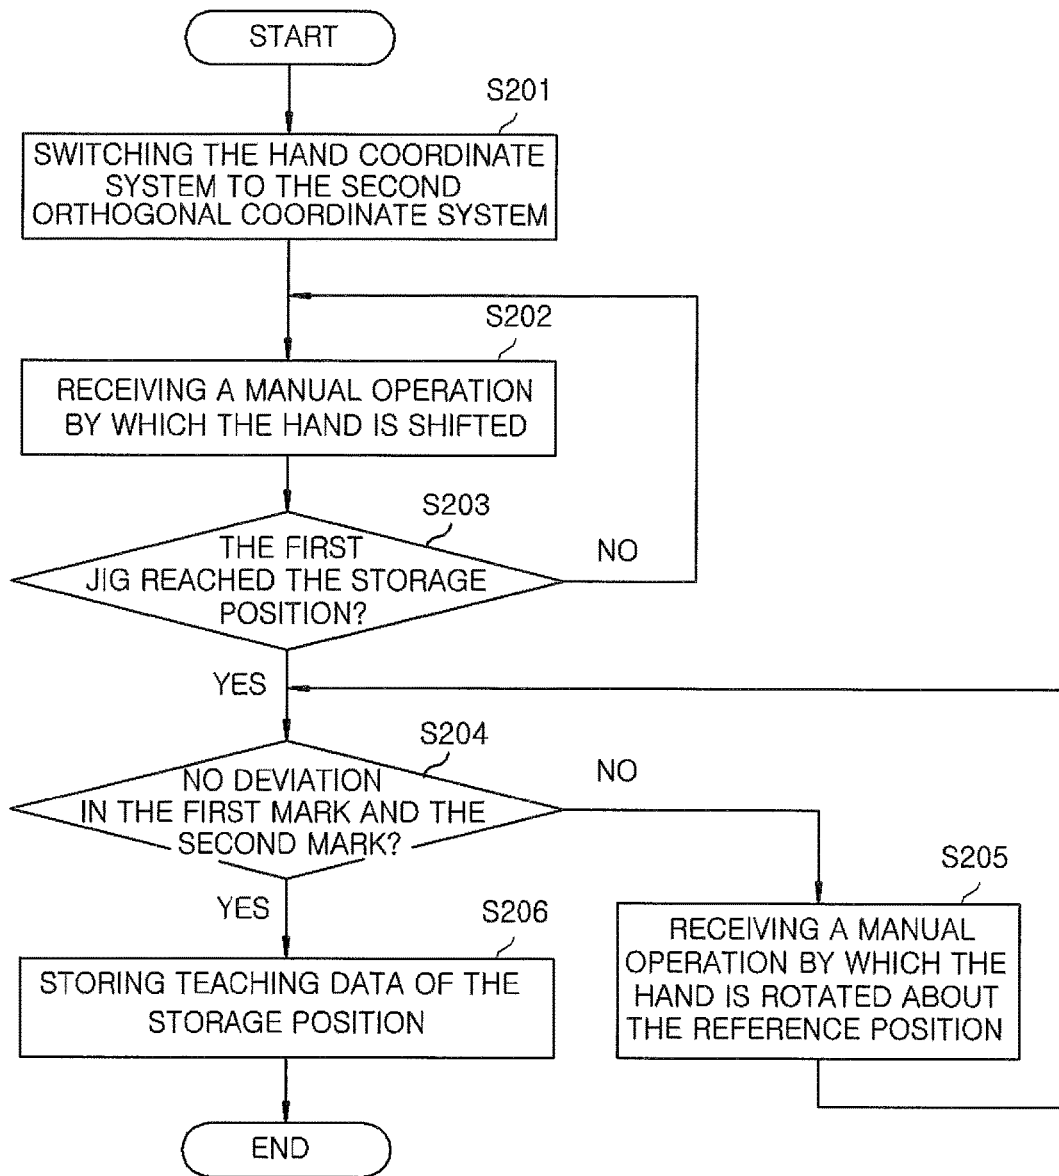 START
S201
SWITCHING THE HAND COORDINATE
SYSTEM TO THE SECOND
ORTHOGONAL COORDINATE SYSTEM
S202
RECEIVING A MANUAL OPERATION
BY WHICH THE HAND IS SHIFTED
S203
THE FIRST
JIG REACHED THE STORAGE
POSITION?
NO
YES
S204
NO DEVIATION
IN THE FIRST MARK AND THE
SECOND MARK?
NO
YES
S205
RECEIVING A MANUAL
OPERATION BY WHICH THE
HAND IS ROTATED ABOUT
THE REFERENCE POSITION
S206
STORING TEACHING DATA OF THE
STORAGE POSITION
END